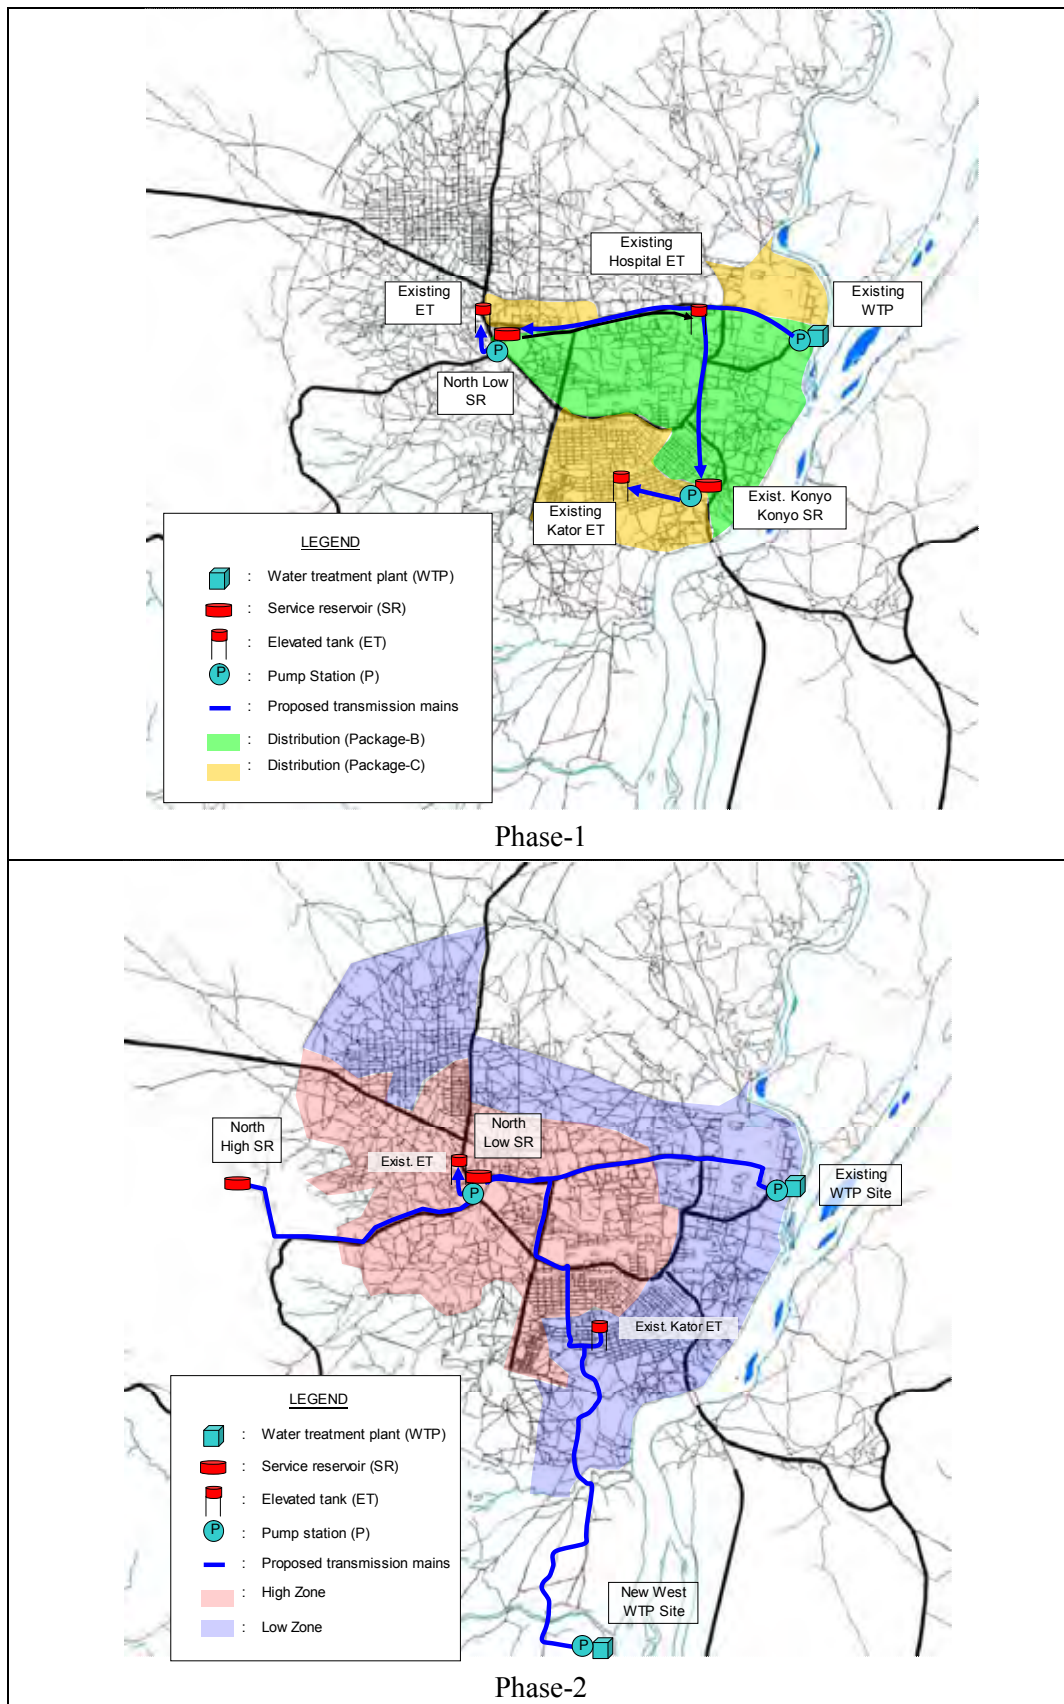 Existing
Hospital ET
Existing
ET
Existing
WTP
P
P
North Low
SR
P
Existing
Kator ET
Exist. Konyo
Konyo SR
LEGEND
: Water treatment plant (WTP)
: Service reservoir (SR)
: Elevated tank (ET)
P : Pump Station (P)
: Proposed transmission mains
: Distribution (Package-B)
: Distribution (Package-C)
Phase-1
North
High SR
North
Low SR
Exist. ET
Existing
WTP Site
P
P
Exist. Kator ET
LEGEND
: Water treatment plant (WTP)
: Service reservoir (SR)
: Elevated tank (ET)
P : Pump station (P)
: Proposed transmission mains
: High Zone
: Low Zone
New West
WTP Site
P
Phase-2